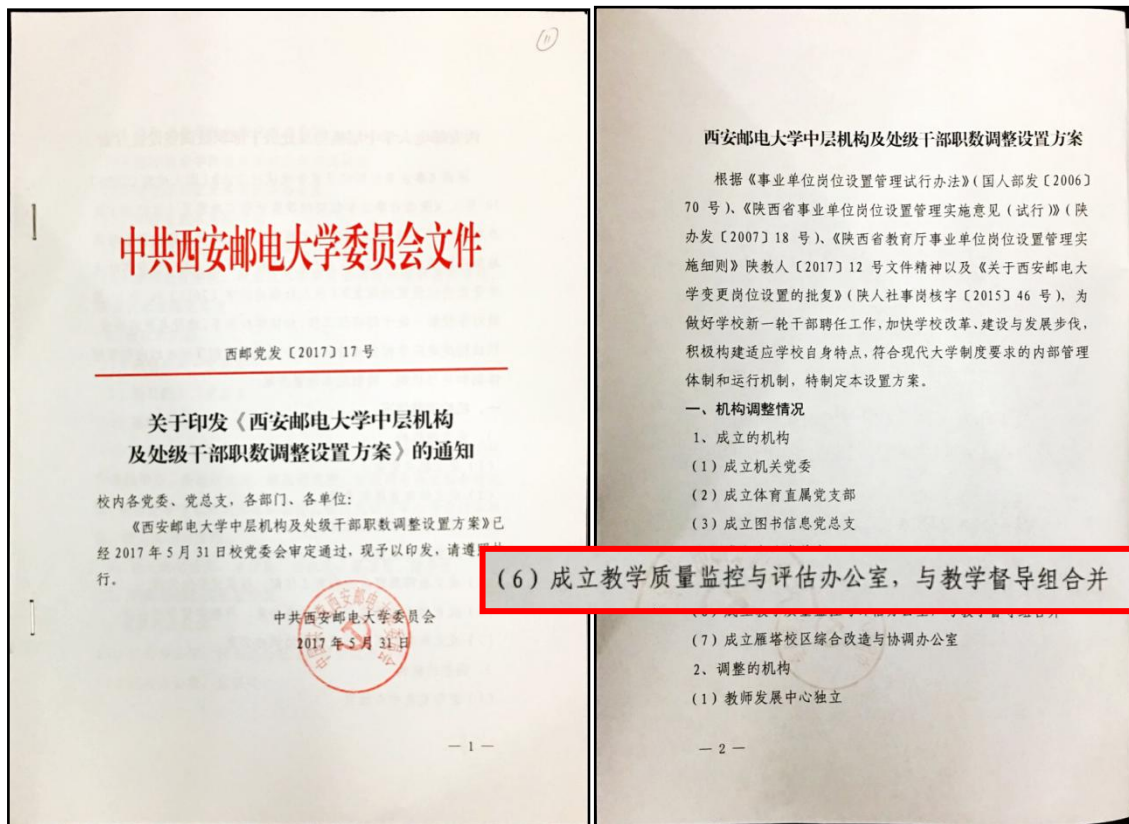 11
中共西安邮电大学委员会文件
西邮党发〔2017〕17号
关于印发《西安邮电大学中层机构
及处级干部职数调整设置方案》的通知
校内各党委、党总支，各部门、各单位：
《西安邮电大学中层机构及处级干部职数调整设置方案》已
经2017年5月31日校党委会审定通过，现予以印发，请遵照
行。
中共西安邮电大学委员会
2017年5月31日
— 1 —
西安邮电大学中层机构及处级干部职数调整设置方案
根据《事业单位岗位设置管理试行办法》(国人部发〔2006〕
70号)、《陕西省事业单位岗位设置管理实施意见（试行）》(陕
办发〔2007〕18号)、《陕西省教育厅事业单位岗位设置管理实
施细则》陕教人〔2017〕12号文件精神以及《关于西安邮电大
学变更岗位设置的批复》(陕人社事岗核字〔2015〕46号)，为
做好学校新一轮干部聘任工作,加快学校改革、建设与发展步伐,
积极构建适应学校自身特点,符合现代大学制度要求的内部管理
体制和运行机制，特制定本设置方案。
一、机构调整情况
1、成立的机构
(1)成立机关党委
(2)成立体育直属党支部
(3)成立图书信息党总支
(6)成立教学质量监控与评估办公室，与教学督导组合并
(7)成立雁塔校区综合改造与协调办公室
2、调整的机构
(1)教师发展中心独立
— 2 —